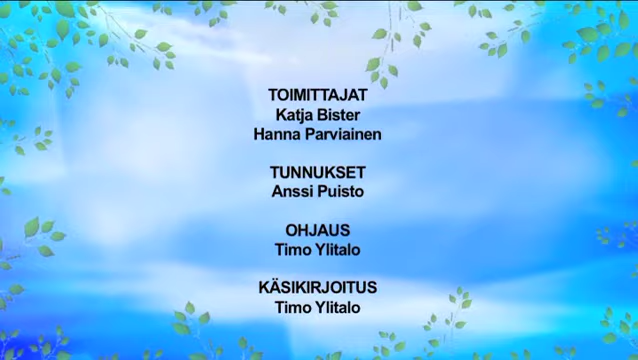 TOIMITTAJAT
Katja Bister
Hanna Parviainen
TUNNUKSET
Anssi Puisto
OHJAUS
Timo Ylitalo
KÄSIKIRJOITUS
Timo Ylitalo